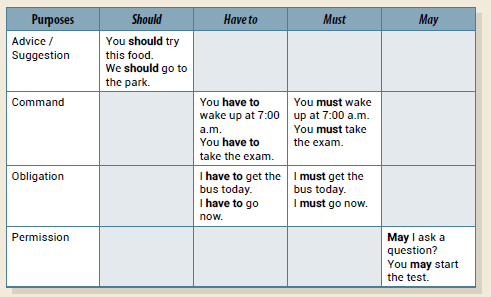 Purposes Should Have to Must May
Advice / You should try
Suggestion this food.
We should go to
the park.
Command You have to You must wake
wake up at 7:00 up at 7:00 a.m.
a.m. You must take
You have to the exam.
take the exam.
Obligation I have to get the I must get the
bus today. bus today.
I have to go I must go now.
now.
Permission May I ask a
question?
You may start
the test.